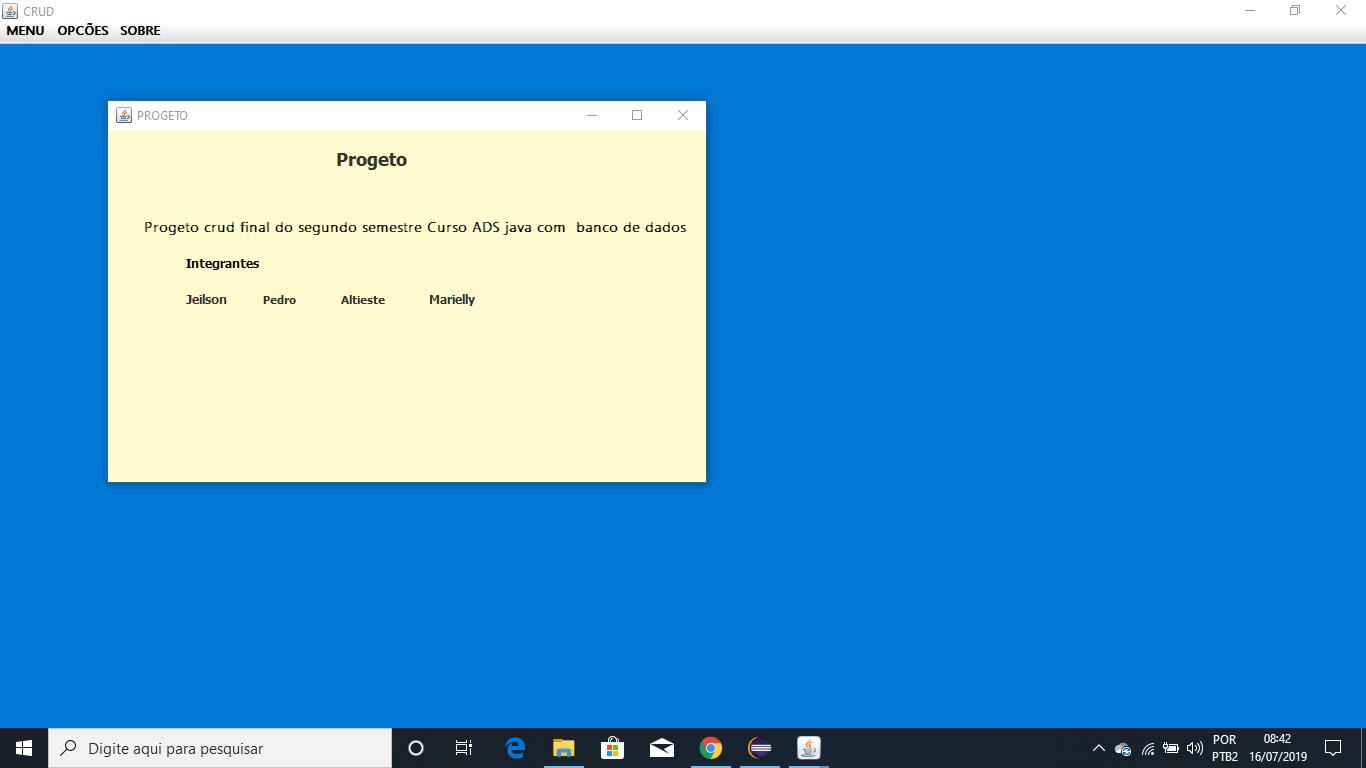 CRUD
MENU OPCÕES SOBRE
PROGETO
Progeto
Progeto crud final do segundo semestre Curso ADS java com banco de dados
Integrantes
Jeilson Pedro Altieste Marielly
Digite aqui para pesquisar
POR
PTB2
08:42
16/07/2019